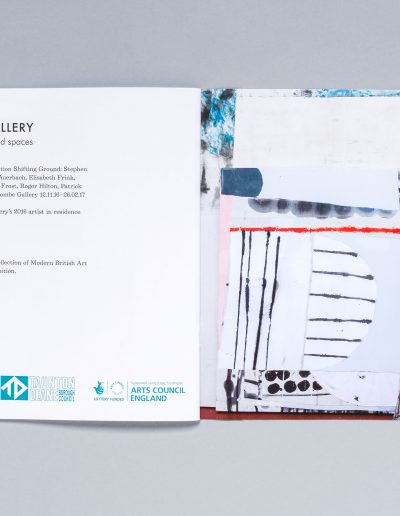 LLERY
d spaces
tion Shifting Ground: Stephen
Auerbach, Elisabeth Frink,
Frost, Roger Hilton, Patrick
ombe Gallery 12.11.16–26.02.17
ery's 2016 artist in residence
ollection of Modern British Art
ition.
TD
TAUNTON
DEANE
BOROUGH
COUNCIL
LOTTERY FUNDED
Supported using public funding by
ARTS COUNCIL
ENGLAND